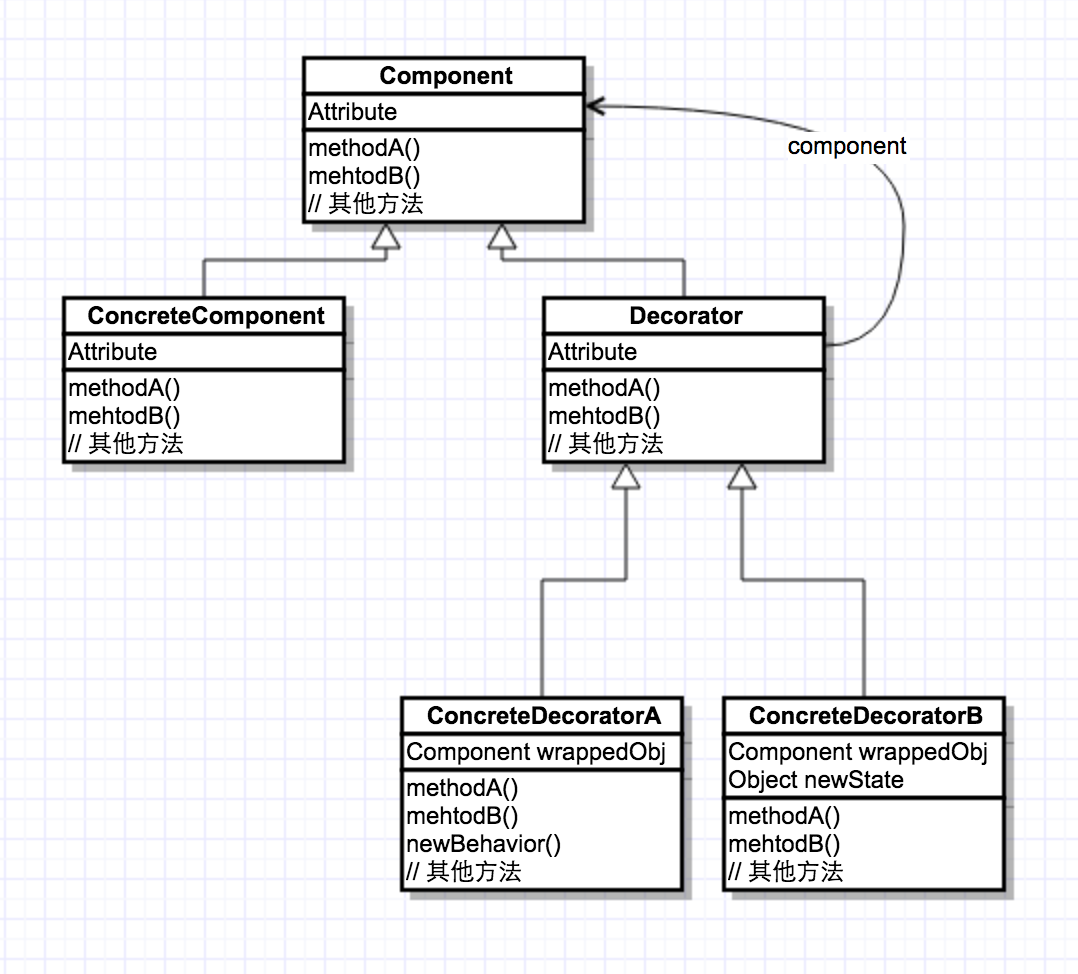 Component
Attribute
methodA()
mehtodB()
// 其他方法
component
ConcreteComponent
Attribute
methodA()
mehtodB()
// 其他方法
Decorator
Attribute
methodA()
mehtodB()
// 其他方法
ConcreteDecoratorA
Component wrappedObj
methodA()
mehtodB()
newBehavior()
// 其他方法
ConcreteDecoratorB
Component wrappedObj
Object newState
methodA()
mehtodB()
// 其他方法